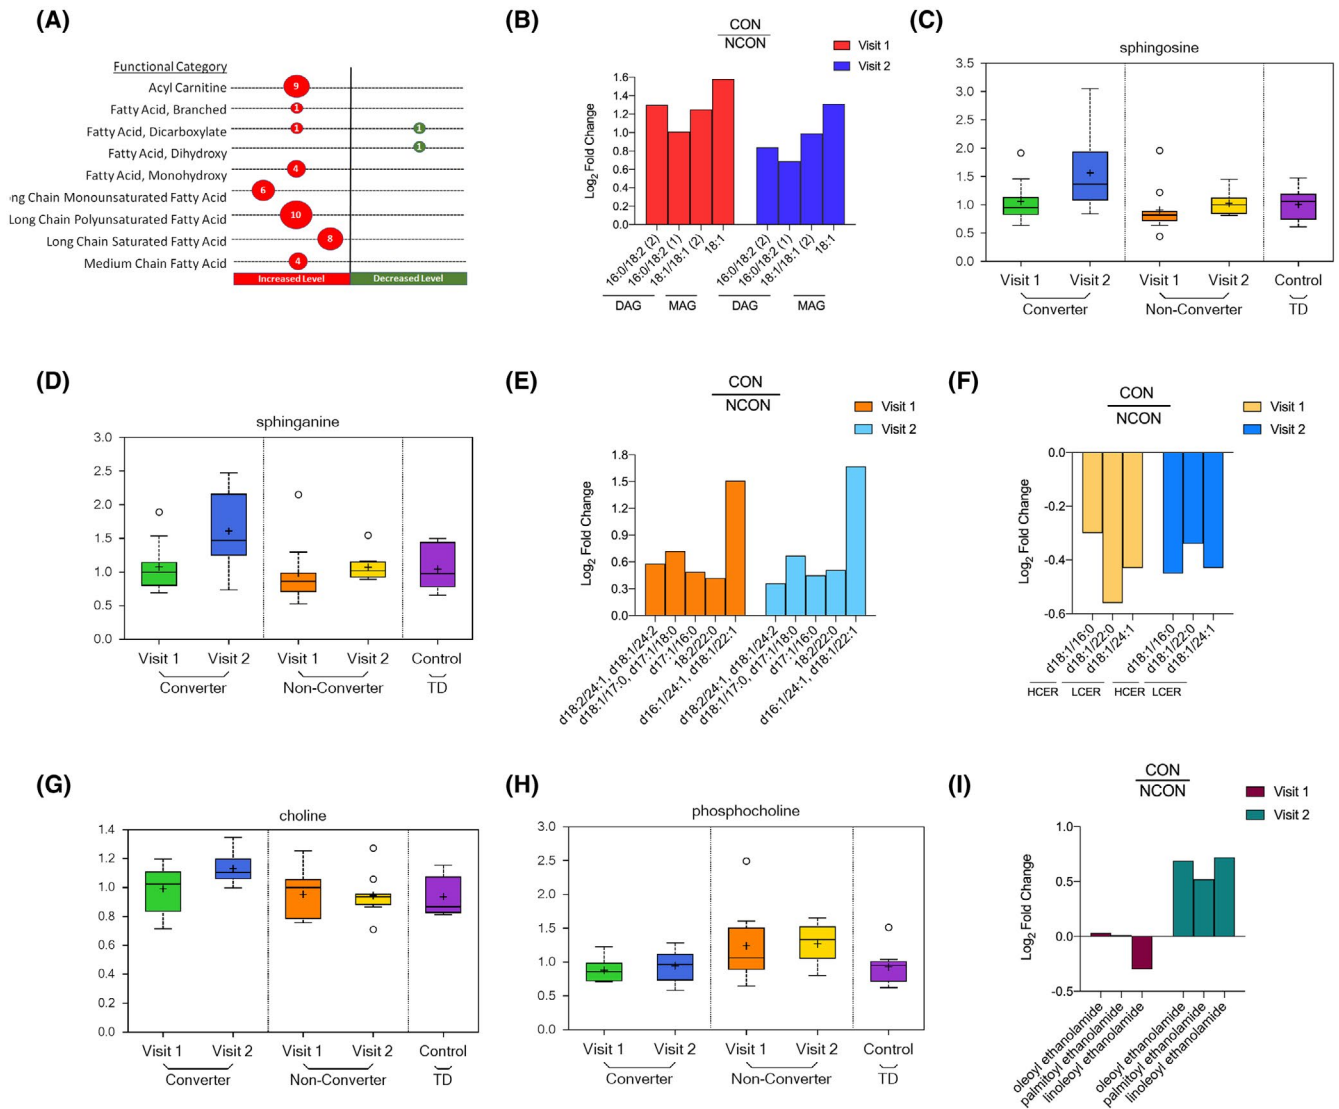 (A)
Functional Category
Acyl Carnitine
9
Fatty Acid, Branched
1
Fatty Acid, Dicarboxylate
1
1
Fatty Acid, Dihydroxy
1
Fatty Acid, Monohydroxy
4
ng Chain Monounsaturated Fatty Acid
6
Long Chain Polyunsaturated Fatty Acid
10
Long Chain Saturated Fatty Acid
8
Medium Chain Fatty Acid
4
Increased Level
Decreased Level
(B)
CON
NCON
Visit 1
Visit 2
Log2 Fold Change
1.6
1.4
1.2
1.0
0.8
0.6
0.4
0.2
0.0
16:0/18:2 (2)
16:0/18:2 (1)
18:1/18:1 (2)
18:1
16:0/18:2 (2)
16:0/18:2 (1)
18:1/18:1 (2)
18:1
DAG
MAG
DAG
MAG
(C)
sphingosine
3.5
3.0
2.5
2.0
1.5
1.0
0.5
0.0
Visit 1
Visit 2
Visit 1
Visit 2
Control
Converter
Non-Converter
TD
(D)
sphinganine
3.0
2.5
2.0
1.5
1.0
0.5
0.0
Visit 1
Visit 2
Visit 1
Visit 2
Control
Converter
Non-Converter
TD
(E)
CON
NCON
Visit 1
Visit 2
Log2 Fold Change
1.8
1.5
1.2
0.9
0.6
0.3
0.0
d18:2/24:1, d18:1/24:2
d18:1/17:0, d17:1/18:0
d17:1/16:0
18:2/22:0
d16:1/24:1, d18:1/22:1
d18:2/24:1, d18:1/24:2
d18:1/17:0, d17:1/18:0
d17:1/16:0
18:2/22:0
d16:1/24:1, d18:1/22:1
(F)
CON
NCON
Visit 1
Visit 2
Log2 Fold Change
0.0
-0.2
-0.4
-0.6
d18:1/16:0
d18:1/22:0
d18:1/24:1
d18:1/16:0
d18:1/22:0
d18:1/24:1
HCER
LCER
HCER
LCER
(G)
choline
1.4
1.2
1.0
0.8
0.6
0.4
0.2
0.0
Visit 1
Visit 2
Visit 1
Visit 2
Control
Converter
Non-Converter
TD
(H)
phosphocholine
3.0
2.5
2.0
1.5
1.0
0.5
0.0
Visit 1
Visit 2
Visit 1
Visit 2
Control
Converter
Non-Converter
TD
(I)
CON
NCON
Visit 1
Visit 2
Log2 Fold Change
1.0
0.5
0.0
-0.5
oleoyl ethanolamide
palmitoyl ethanolamide
linoleoyl ethanolamide
oleoyl ethanolamide
palmitoyl ethanolamide
linoleoyl ethanolamide